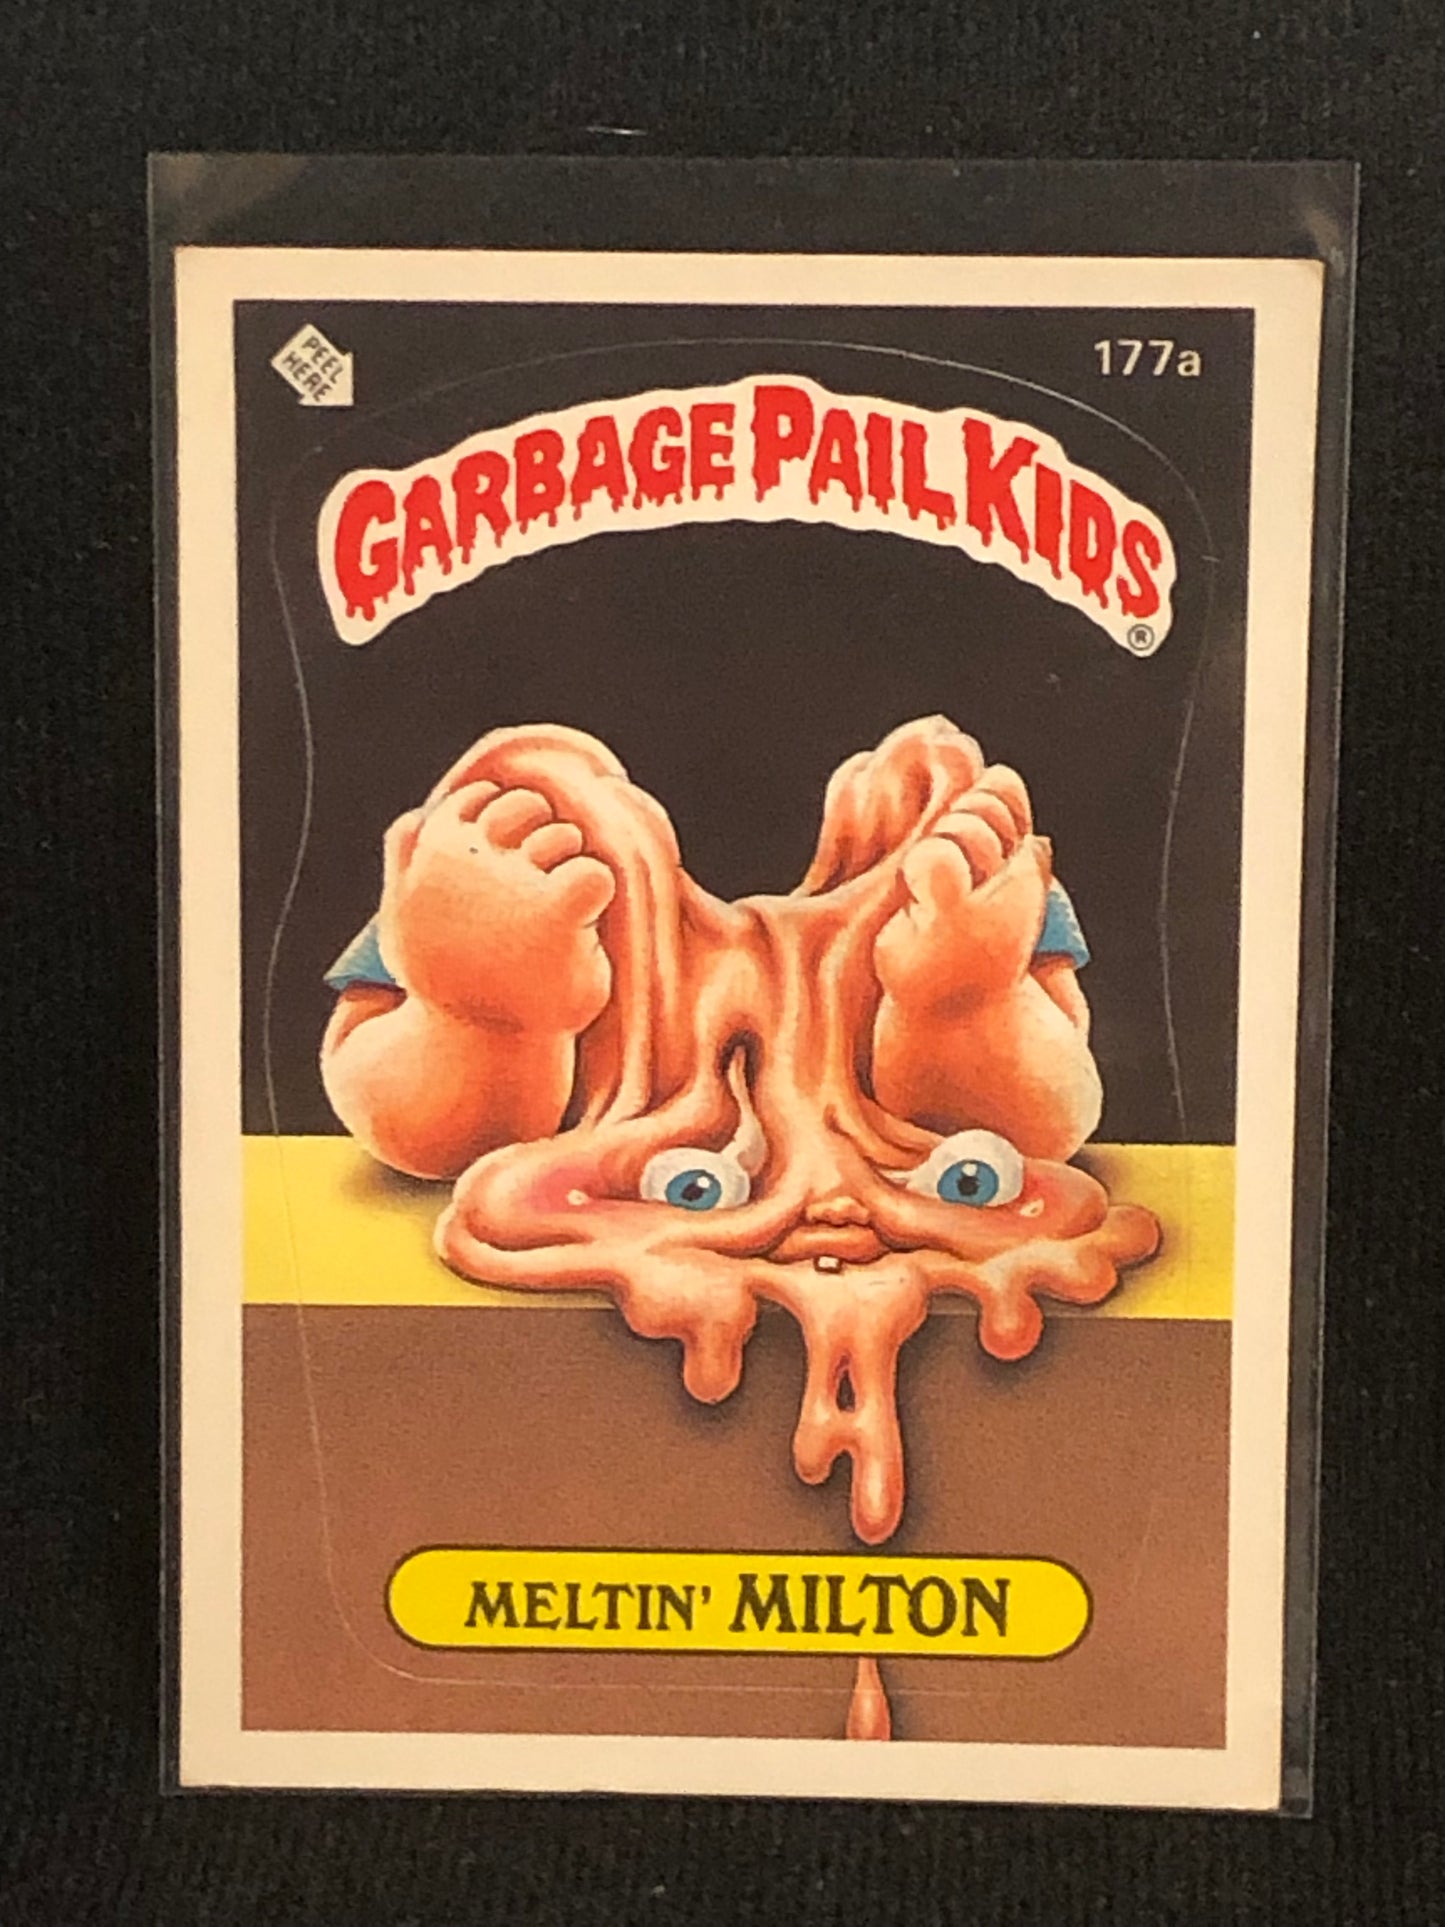 PEEL
HERE
177a
GARBAGE PAIL KIDS
®
MELTIN' MILTON